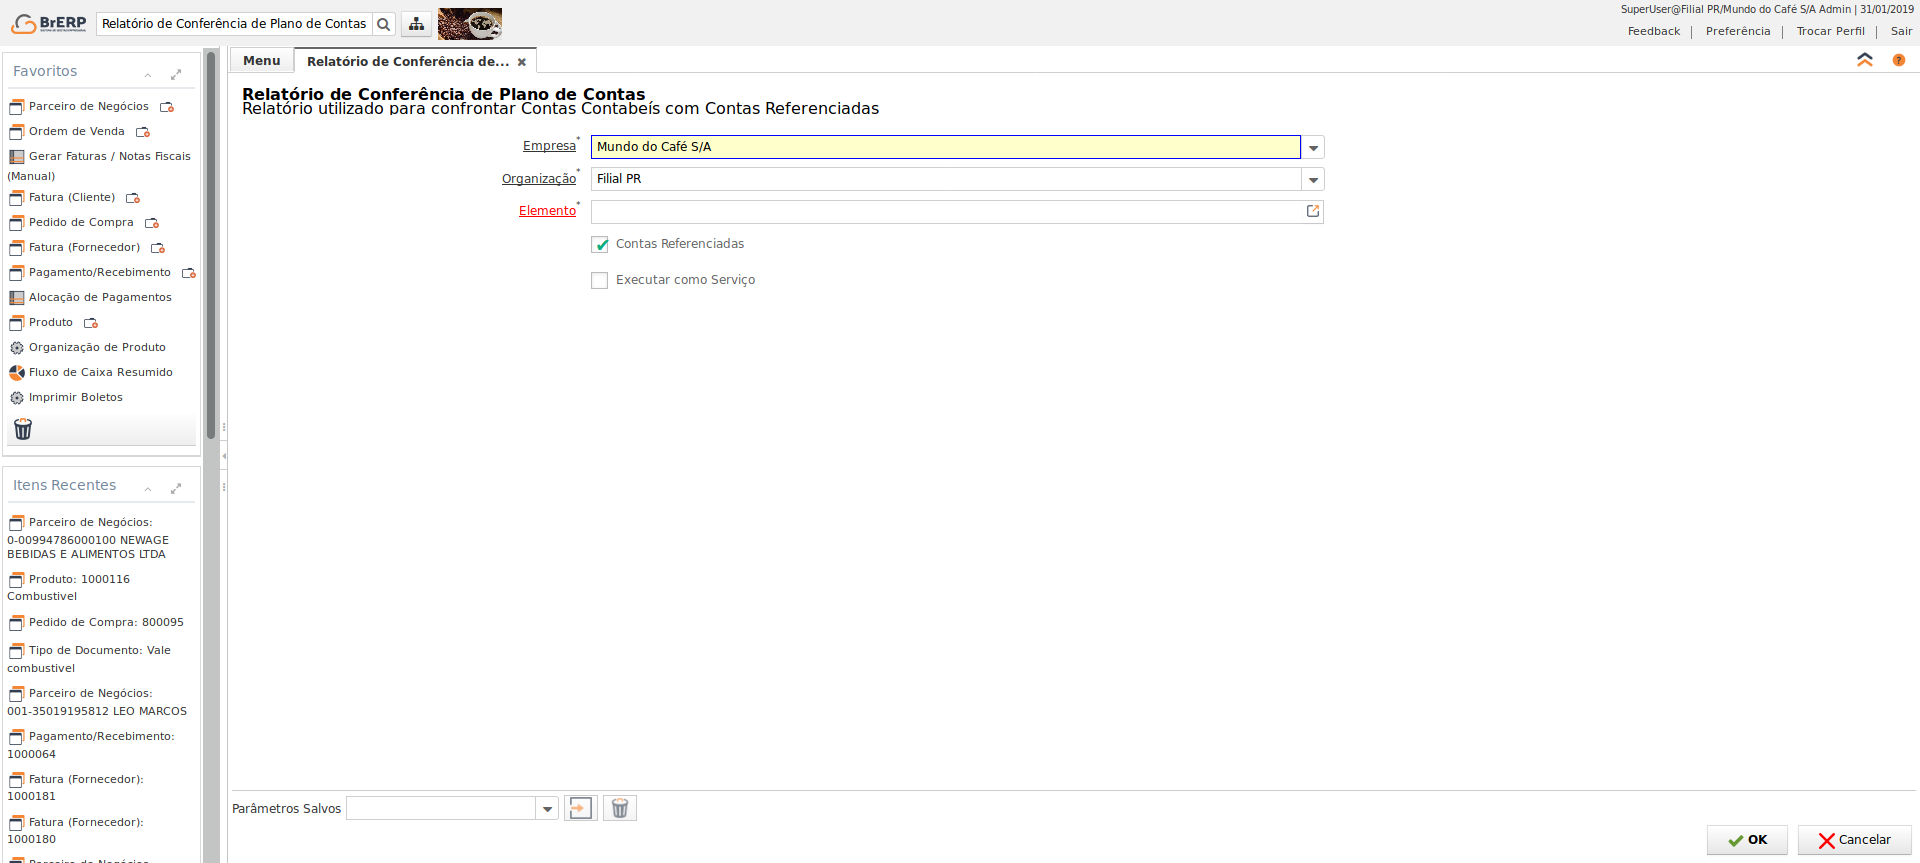 BrERP
Relatório de Conferência de Plano de Contas
SuperUser@Filial PR/Mundo do Café S/A Admin | 31/01/2019
Feedback | Preferência | Trocar Perfil | Sair
Favoritos
Parceiro de Negócios
Ordem de Venda
Gerar Faturas / Notas Fiscais
(Manual)
Fatura (Cliente)
Pedido de Compra
Fatura (Fornecedor)
Pagamento/Recebimento
Alocação de Pagamentos
Produto
Organização de Produto
Fluxo de Caixa Resumido
Imprimir Boletos
Itens Recentes
Parceiro de Negócios:
0-00994786000100 NEWAGE
BEBIDAS E ALIMENTOS LTDA
Produto: 1000116
Combustivel
Pedido de Compra: 800095
Tipo de Documento: Vale
combustivel
Parceiro de Negócios:
001-35019195812 LEO MARCOS
Pagamento/Recebimento:
1000064
Fatura (Fornecedor):
1000181
Fatura (Fornecedor):
1000180
Parceiro de Negócios
Menu
Relatório de Conferência de...
Relatório de Conferência de Plano de Contas
Relatório utilizado para confrontar Contas Contabeís com Contas Referenciadas
Empresa* Mundo do Café S/A
Organização* Filial PR
Elemento*
Contas Referenciadas
Executar como Serviço
Parâmetros Salvos
OK
Cancelar